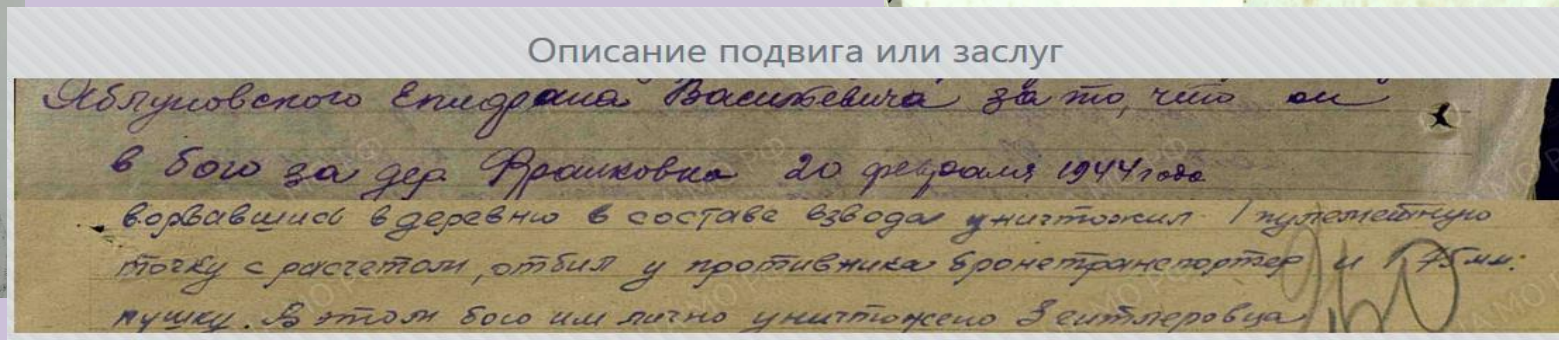 Описание подвига или заслуг
Яблуновского Епифана Васильевича за то, что он
в бою за дер. Франковка 20 февраля 1944 года
ворвавшись в деревню в составе взвода уничтожил 1 пулеметную
точку с расчетом, отбил у противника бронетранспортер и 1 75 мм.
пушку. В этом бою им лично уничтожено 3 гитлеровца